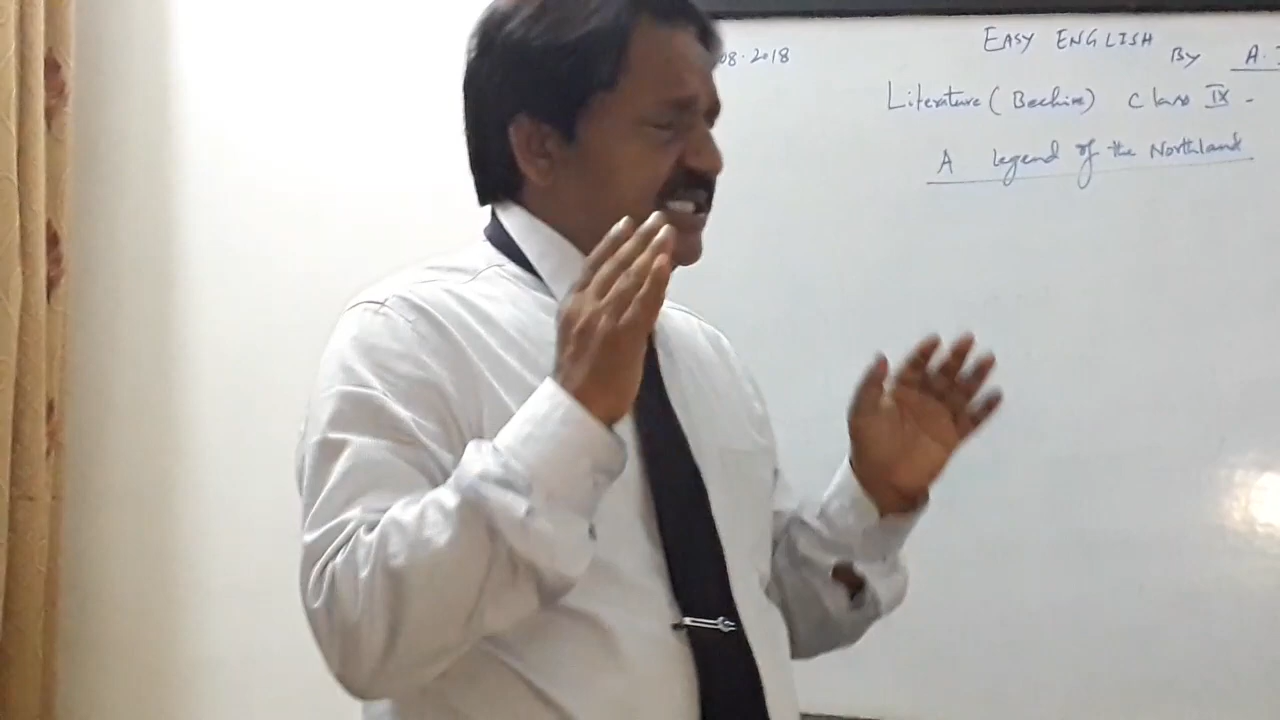 08.2018
EASY ENGLISH
By A.
Literature (Beehive) Class IX -
A legend of the Northland